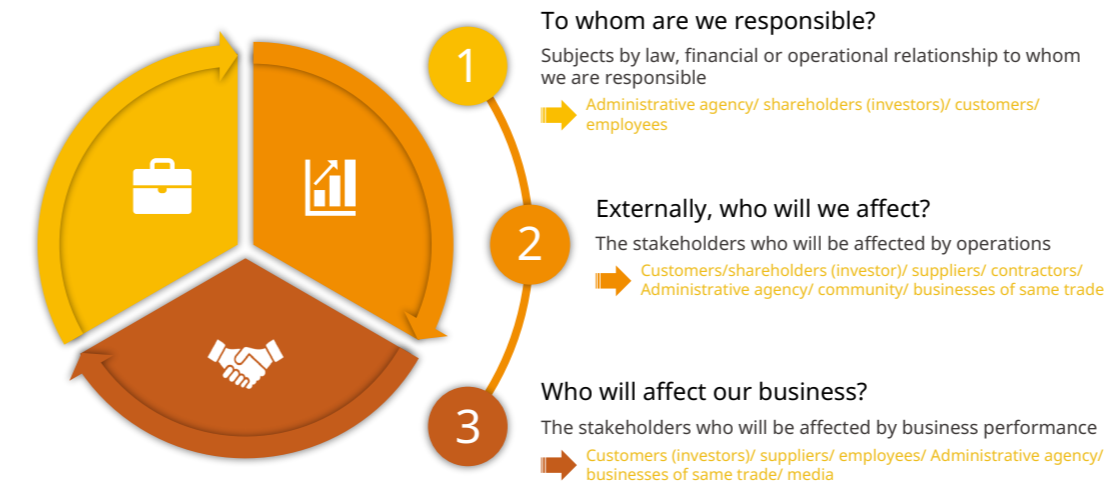 1
To whom are we responsible?
Subjects by law, financial or operational relationship to whom
we are responsible
Administrative agency/ shareholders (investors)/ customers/
employees
2
Externally, who will we affect?
The stakeholders who will be affected by operations
Customers/shareholders (investor)/ suppliers/ contractors/
Administrative agency/ community/ businesses of same trade
3
Who will affect our business?
The stakeholders who will be affected by business performance
Customers (investors)/ suppliers/ employees/ Administrative agency/
businesses of same trade/ media